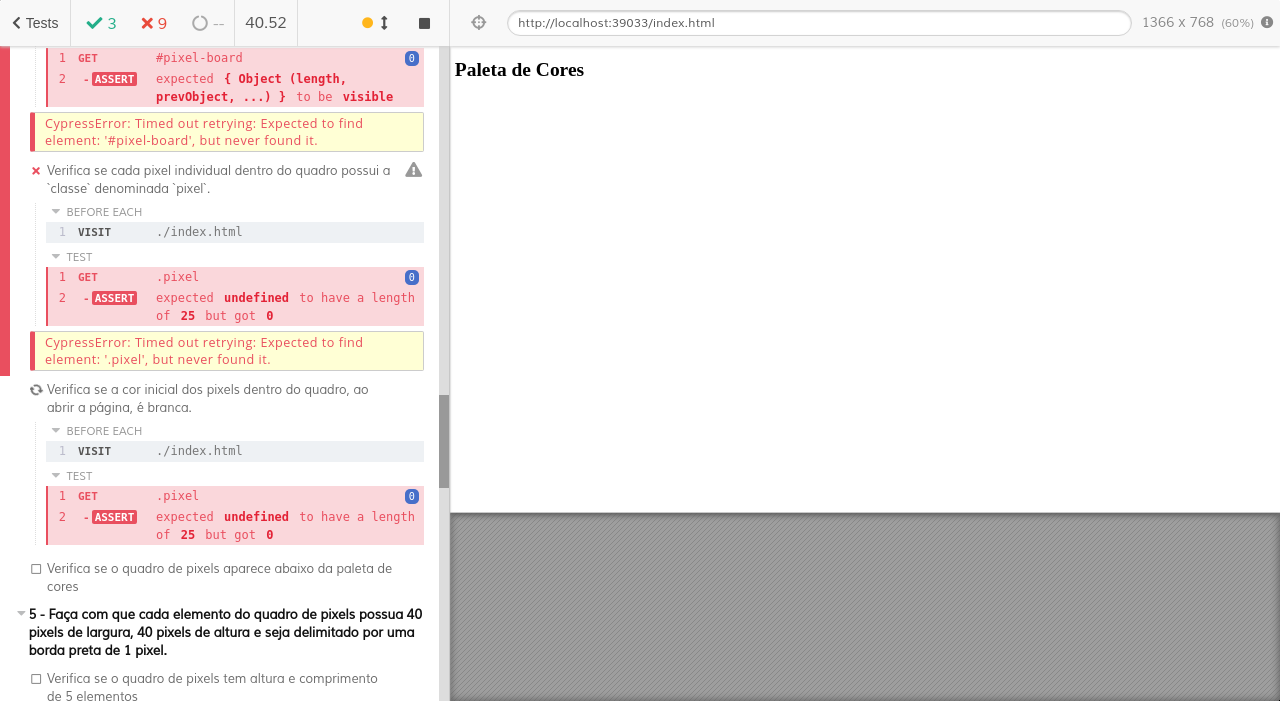 Tests
3
9
--
40.52
http://localhost:39033/index.html
1366 x 768 (60%)
1 GET #pixel-board 0
2 - ASSERT expected { Object (length,
prevObject, ...) } to be visible
CypressError: Timed out retrying: Expected to find
element: '#pixel-board', but never found it.
Verifica se cada pixel individual dentro do quadro possui a
`classe` denominada `pixel`.
BEFORE EACH
1 VISIT ./index.html
TEST
1 GET .pixel 0
2 - ASSERT expected undefined to have a length
of 25 but got 0
CypressError: Timed out retrying: Expected to find
element: '.pixel', but never found it.
Verifica se a cor inicial dos pixels dentro do quadro, ao
abrir a página, é branca.
BEFORE EACH
1 VISIT ./index.html
TEST
1 GET .pixel 0
2 - ASSERT expected undefined to have a length
of 25 but got 0
Verifica se o quadro de pixels aparece abaixo da paleta de
cores
5 - Faça com que cada elemento do quadro de pixels possua 40
pixels de largura, 40 pixels de altura e seja delimitado por uma
borda preta de 1 pixel.
Verifica se o quadro de pixels tem altura e comprimento
de 5 elementos
Paleta de Cores